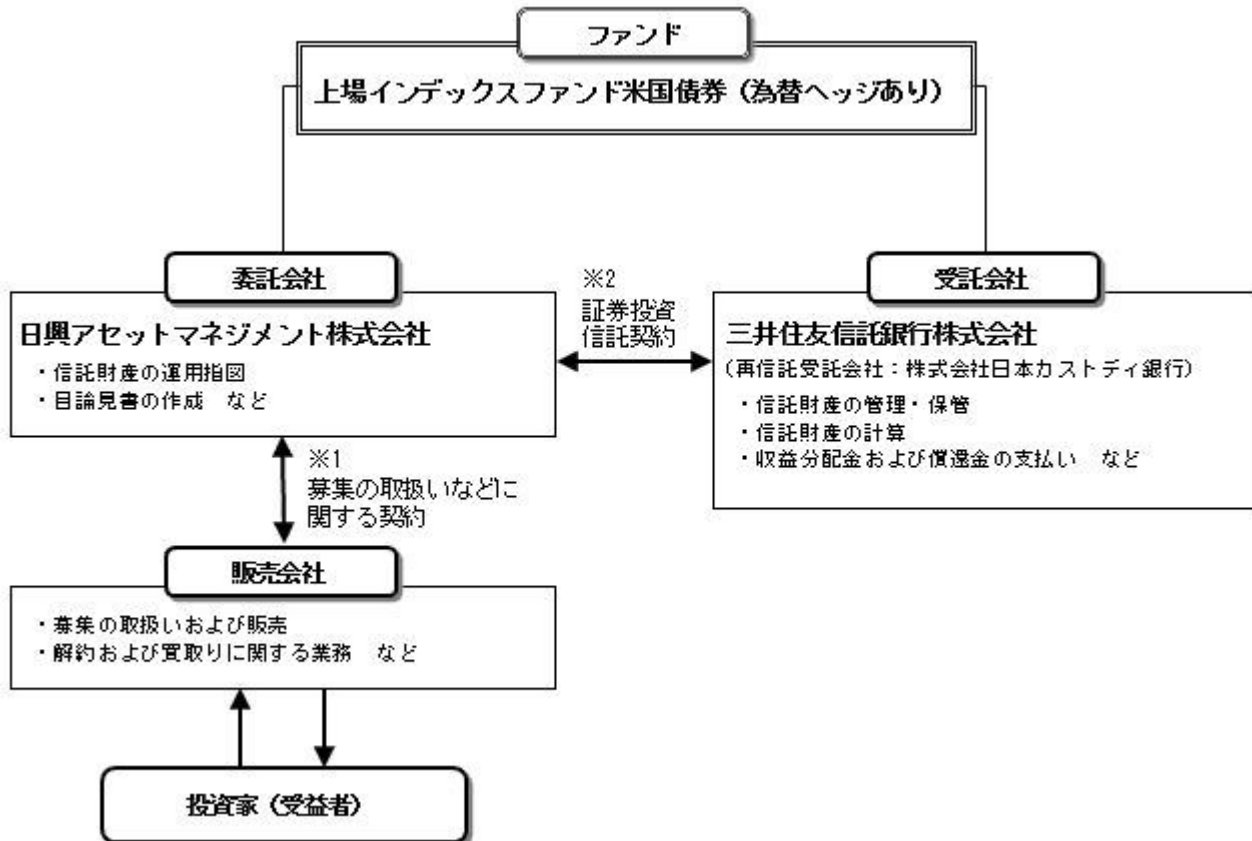 ファンド
上場インデックスファンド米国債券（為替ヘッジあり）
委託会社
日興アセットマネジメント株式会社
・信託財産の運用指図
・目論見書の作成　など
※2
証券投資
信託契約
受託会社
三井住友信託銀行株式会社
（再信託受託会社：株式会社日本カストディ銀行）
・信託財産の管理・保管
・信託財産の計算
・収益分配金および償還金の支払い　など
※1
募集の取扱いなどに
関する契約
販売会社
・募集の取扱いおよび販売
・解約および買取りに関する業務　など
投資家（受益者）